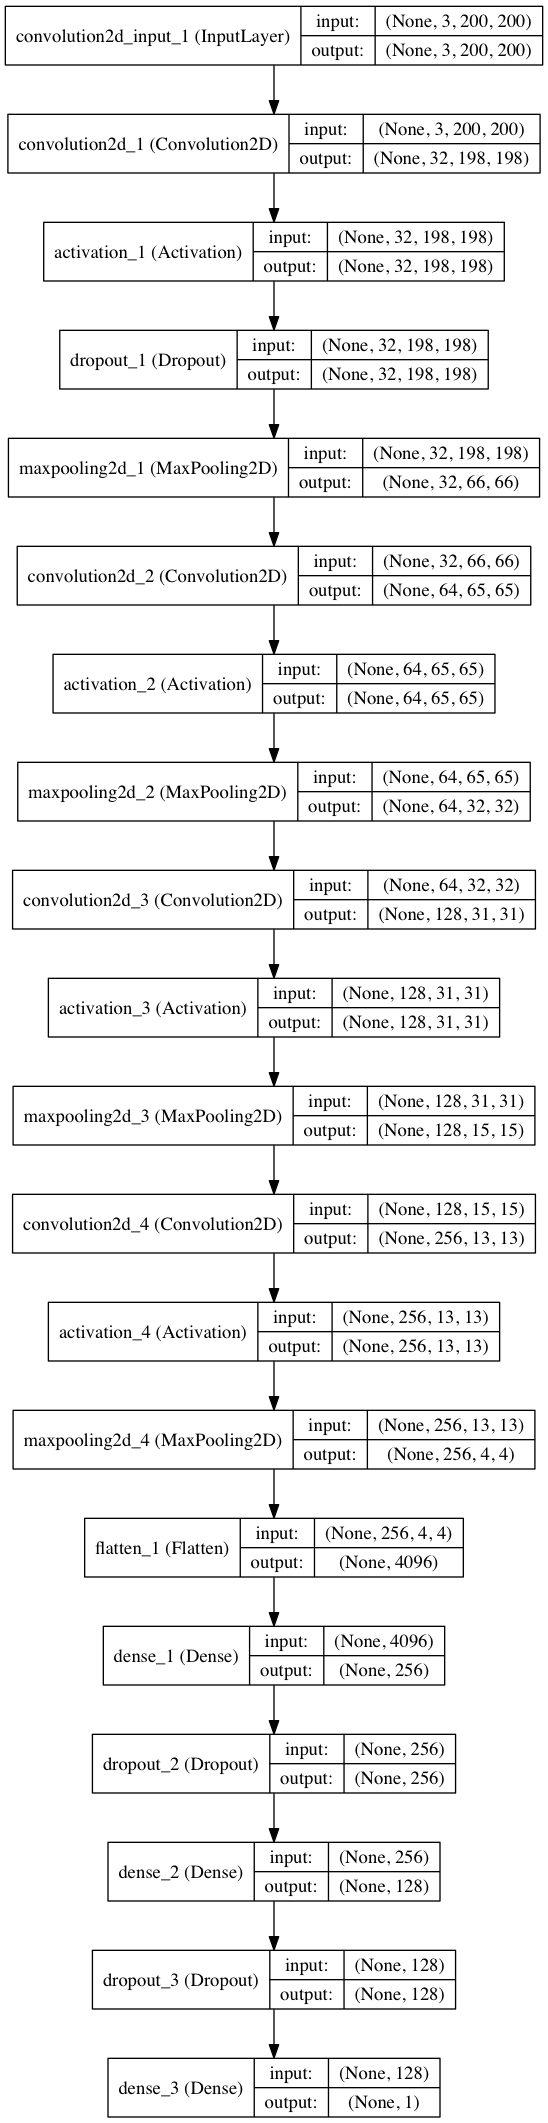 convolution2d_input_1 (InputLayer)
input: (None, 3, 200, 200)
output: (None, 3, 200, 200)
convolution2d_1 (Convolution2D)
input: (None, 3, 200, 200)
output: (None, 32, 198, 198)
activation_1 (Activation)
input: (None, 32, 198, 198)
output: (None, 32, 198, 198)
dropout_1 (Dropout)
input: (None, 32, 198, 198)
output: (None, 32, 198, 198)
maxpooling2d_1 (MaxPooling2D)
input: (None, 32, 198, 198)
output: (None, 32, 66, 66)
convolution2d_2 (Convolution2D)
input: (None, 32, 66, 66)
output: (None, 64, 65, 65)
activation_2 (Activation)
input: (None, 64, 65, 65)
output: (None, 64, 65, 65)
maxpooling2d_2 (MaxPooling2D)
input: (None, 64, 65, 65)
output: (None, 64, 32, 32)
convolution2d_3 (Convolution2D)
input: (None, 64, 32, 32)
output: (None, 128, 31, 31)
activation_3 (Activation)
input: (None, 128, 31, 31)
output: (None, 128, 31, 31)
maxpooling2d_3 (MaxPooling2D)
input: (None, 128, 31, 31)
output: (None, 128, 15, 15)
convolution2d_4 (Convolution2D)
input: (None, 128, 15, 15)
output: (None, 256, 13, 13)
activation_4 (Activation)
input: (None, 256, 13, 13)
output: (None, 256, 13, 13)
maxpooling2d_4 (MaxPooling2D)
input: (None, 256, 13, 13)
output: (None, 256, 4, 4)
flatten_1 (Flatten)
input: (None, 256, 4, 4)
output: (None, 4096)
dense_1 (Dense)
input: (None, 4096)
output: (None, 256)
dropout_2 (Dropout)
input: (None, 256)
output: (None, 256)
dense_2 (Dense)
input: (None, 256)
output: (None, 128)
dropout_3 (Dropout)
input: (None, 128)
output: (None, 128)
dense_3 (Dense)
input: (None, 128)
output: (None, 1)